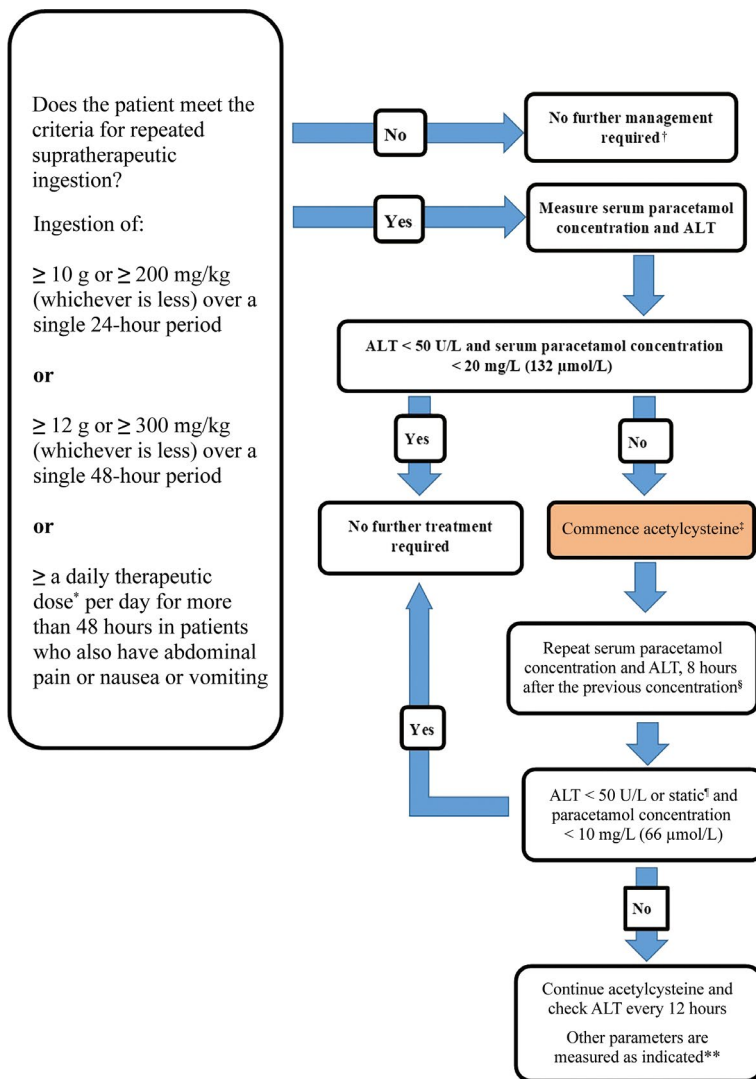 Does the patient meet the
criteria for repeated
supratherapeutic
ingestion?
Ingestion of:
≥ 10 g or ≥ 200 mg/kg
(whichever is less) over a
single 24-hour period
or
≥ 12 g or ≥ 300 mg/kg
(whichever is less) over a
single 48-hour period
or
≥ a daily therapeutic
dose* per day for more
than 48 hours in patients
who also have abdominal
pain or nausea or vomiting
No
No further management
required†
Yes
Measure serum paracetamol
concentration and ALT
ALT < 50 U/L and serum paracetamol concentration
< 20 mg/L (132 µmol/L)
Yes
No
No further treatment
required
Commence acetylcysteine‡
Repeat serum paracetamol
concentration and ALT, 8 hours
after the previous concentration§
Yes
ALT < 50 U/L or static¶ and
paracetamol concentration
< 10 mg/L (66 µmol/L)
No
Continue acetylcysteine and
check ALT every 12 hours
Other parameters are
measured as indicated**